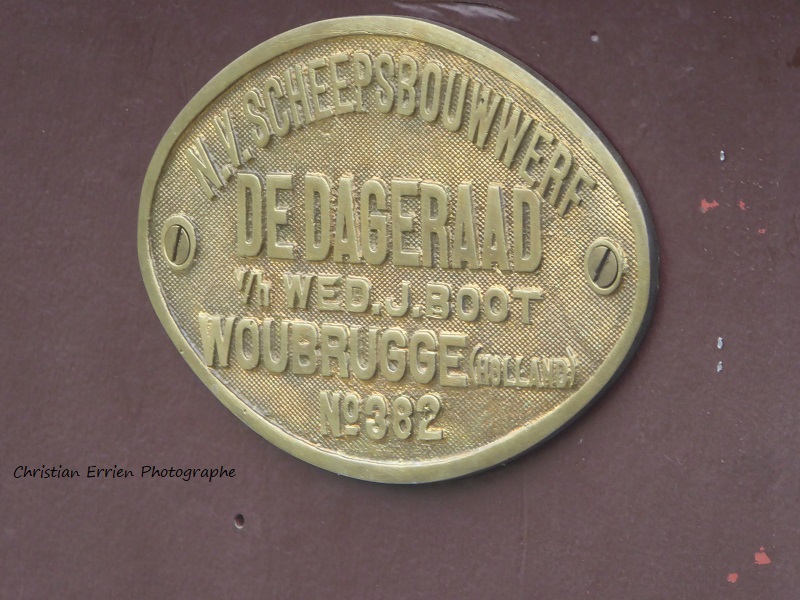 N.V. SCHEEPSBOUWWERF
DE DAGERAAD
V/h WED. J. BOOT
WOUBRUGGE (HOLLAND)
No 382
Christian Errien Photographe